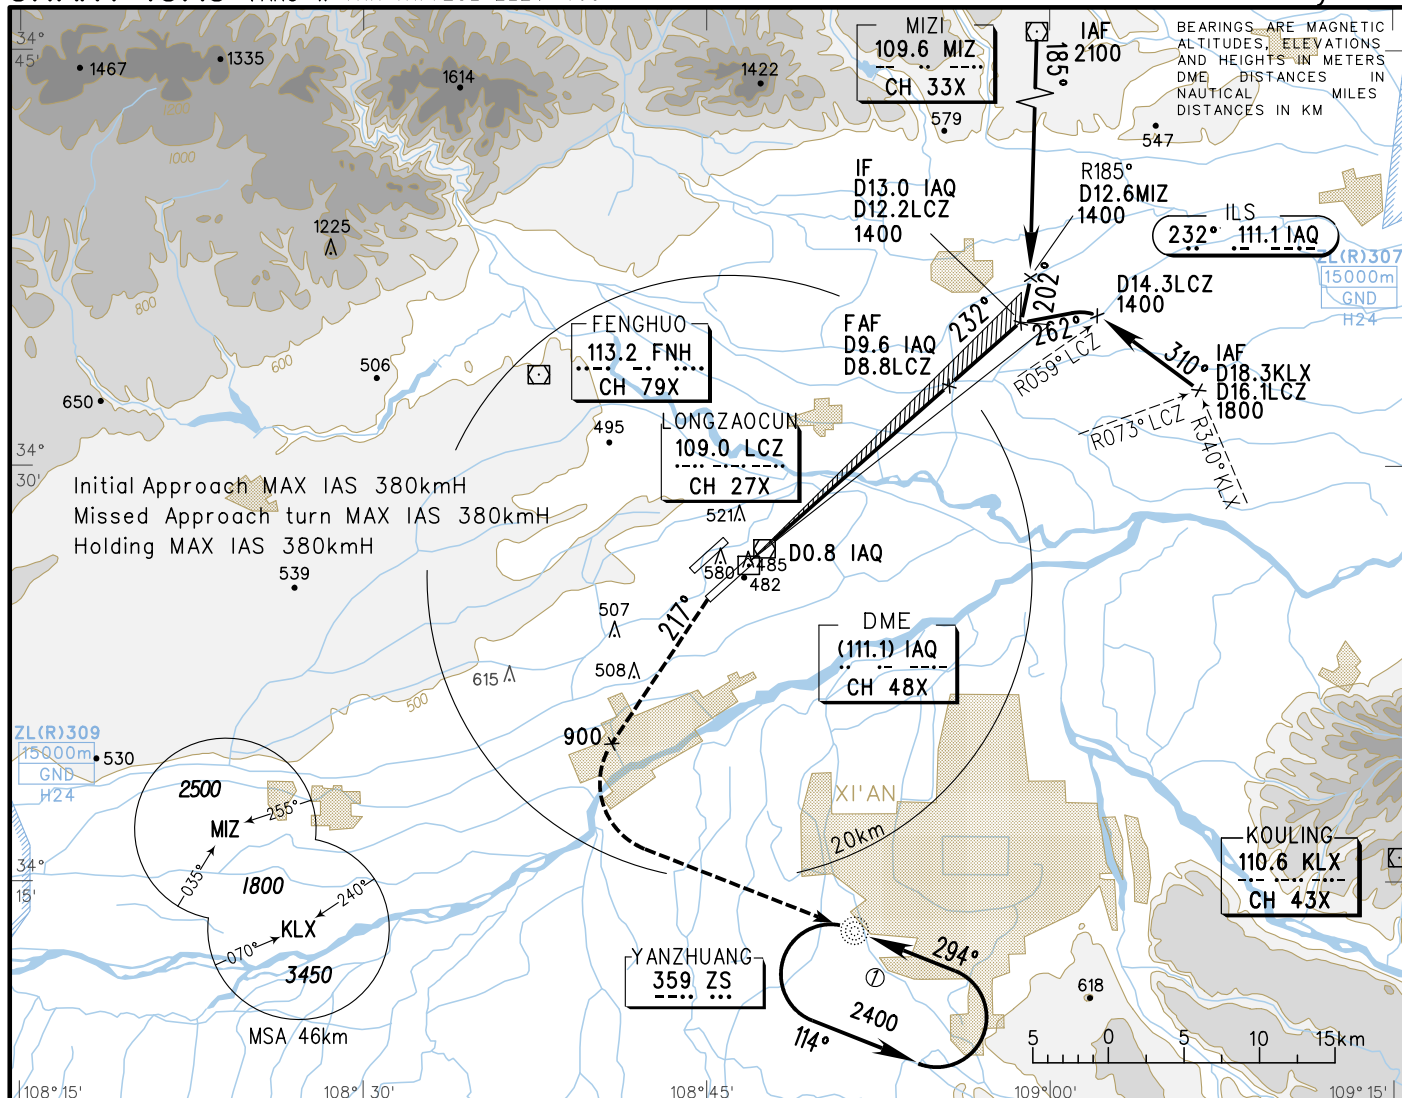 34°
45'
1467
1335
1614
1422
MIZI
109.6 MIZ
CH 33X
IAF
2100
185°
BEARINGS ARE MAGNETIC
ALTITUDES, ELEVATIONS
AND HEIGHTS IN METERS
DME DISTANCES IN
NAUTICAL MILES
DISTANCES IN KM
1200
579
547
1000
IF
D13.0 IAQ
D12.2LCZ
1400
R185°
D12.6MIZ
1400
ILS
232° 111.1 IAQ
1225
ZL(R)307
15000m
GND
H24
800
202°
D14.3LCZ
1400
232°
262°
FENGHUO
113.2 FNH
CH 79X
FAF
D9.6 IAQ
D8.8LCZ
R059°LCZ
310°
IAF
D18.3KLX
D16.1LCZ
1800
600
506
650
R073°LCZ
R340°KLX
LONGZAOCUN
109.0 LCZ
CH 27X
495
34°
30'
Initial Approach MAX IAS 380kmH
Missed Approach turn MAX IAS 380kmH
Holding MAX IAS 380kmH
521
D0.8 IAQ
580
485
482
539
507
217°
DME
(111.1) IAQ
CH 48X
615
508
500
ZL(R)309
15000m
GND
H24
530
900
2500
XI'AN
255°
MIZ
20km
KOULING
110.6 KLX
CH 43X
34°
15'
035°
1800
240°
KLX
070°
3450
MSA 46km
YANZHUANG
359 ZS
294°
1
2400
114°
618
5 0 5 10 15km
108°15'
108°30'
108°45'
109°00'
109°15'